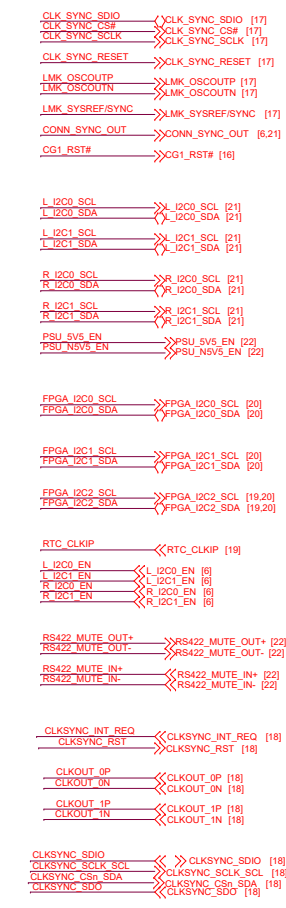 CLK_SYNC_SDIO CLK_SYNC_SDIO [17]
CLK_SYNC_CS# CLK_SYNC_CS# [17]
CLK_SYNC_SCLK CLK_SYNC_SCLK [17]
CLK_SYNC_RESET CLK_SYNC_RESET [17]
LMK_OSCOUTP LMK_OSCOUTP [17]
LMK_OSCOUTN LMK_OSCOUTN [17]
LMK_SYSREF/SYNC LMK_SYSREF/SYNC [17]
CONN_SYNC_OUT CONN_SYNC_OUT [6,21]
CG1_RST# CG1_RST# [16]
L_I2C0_SCL L_I2C0_SCL [21]
L_I2C0_SDA L_I2C0_SDA [21]
L_I2C1_SCL L_I2C1_SCL [21]
L_I2C1_SDA L_I2C1_SDA [21]
R_I2C0_SCL R_I2C0_SCL [21]
R_I2C0_SDA R_I2C0_SDA [21]
R_I2C1_SCL R_I2C1_SCL [21]
R_I2C1_SDA R_I2C1_SDA [21]
PSU_5V5_EN PSU_5V5_EN [22]
PSU_N5V5_EN PSU_N5V5_EN [22]
FPGA_I2C0_SCL FPGA_I2C0_SCL [20]
FPGA_I2C0_SDA FPGA_I2C0_SDA [20]
FPGA_I2C1_SCL FPGA_I2C1_SCL [20]
FPGA_I2C1_SDA FPGA_I2C1_SDA [20]
FPGA_I2C2_SCL FPGA_I2C2_SCL [19,20]
FPGA_I2C2_SDA FPGA_I2C2_SDA [19,20]
RTC_CLKIP RTC_CLKIP [19]
L_I2C0_EN L_I2C0_EN [6]
L_I2C1_EN L_I2C1_EN [6]
R_I2C0_EN R_I2C0_EN [6]
R_I2C1_EN R_I2C1_EN [6]
RS422_MUTE_OUT+ RS422_MUTE_OUT+ [22]
RS422_MUTE_OUT- RS422_MUTE_OUT- [22]
RS422_MUTE_IN+ RS422_MUTE_IN+ [22]
RS422_MUTE_IN- RS422_MUTE_IN- [22]
CLKSYNC_INT_REQ CLKSYNC_INT_REQ [18]
CLKSYNC_RST CLKSYNC_RST [18]
CLKOUT_0P CLKOUT_0P [18]
CLKOUT_0N CLKOUT_0N [18]
CLKOUT_1P CLKOUT_1P [18]
CLKOUT_1N CLKOUT_1N [18]
CLKSYNC_SDIO CLKSYNC_SDIO [18]
CLKSYNC_SCLK_SCL CLKSYNC_SCLK_SCL [18]
CLKSYNC_CSn_SDA CLKSYNC_CSn_SDA [18]
CLKSYNC_SDO CLKSYNC_SDO [18]